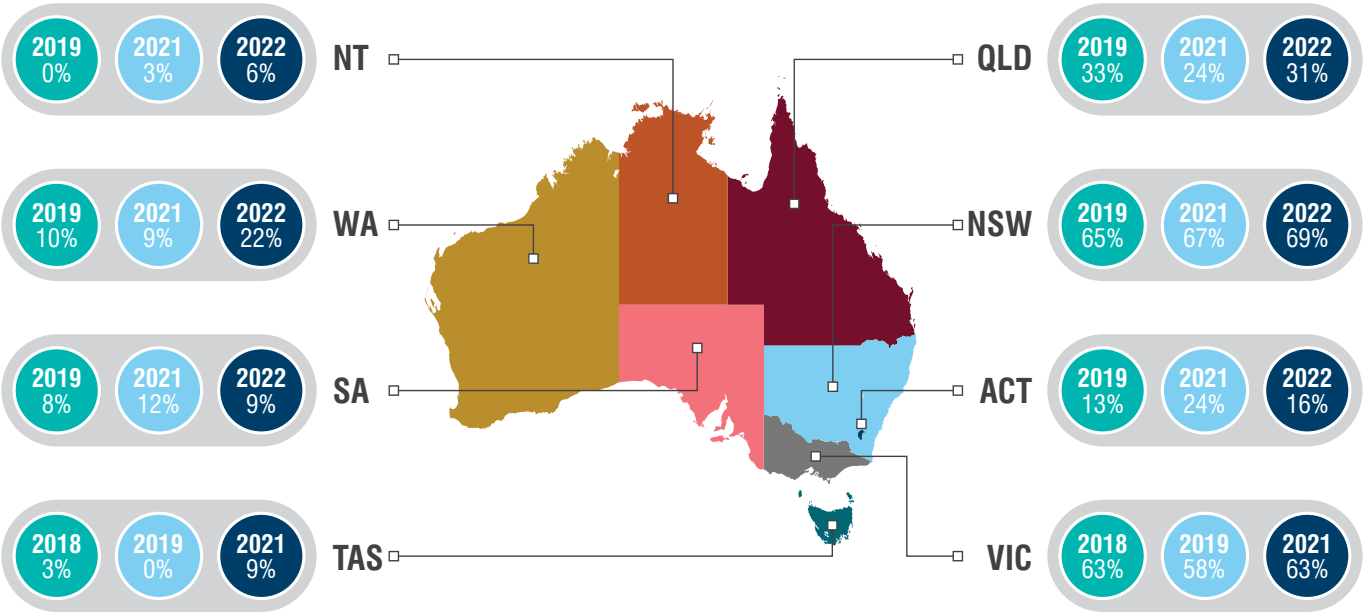 NT
2019 2021 2022
0% 3% 6%
WA
2019 2021 2022
10% 9% 22%
SA
2019 2021 2022
8% 12% 9%
TAS
2018 2019 2021
3% 0% 9%
QLD
2019 2021 2022
33% 24% 31%
NSW
2019 2021 2022
65% 67% 69%
ACT
2019 2021 2022
13% 24% 16%
VIC
2018 2019 2021
63% 58% 63%